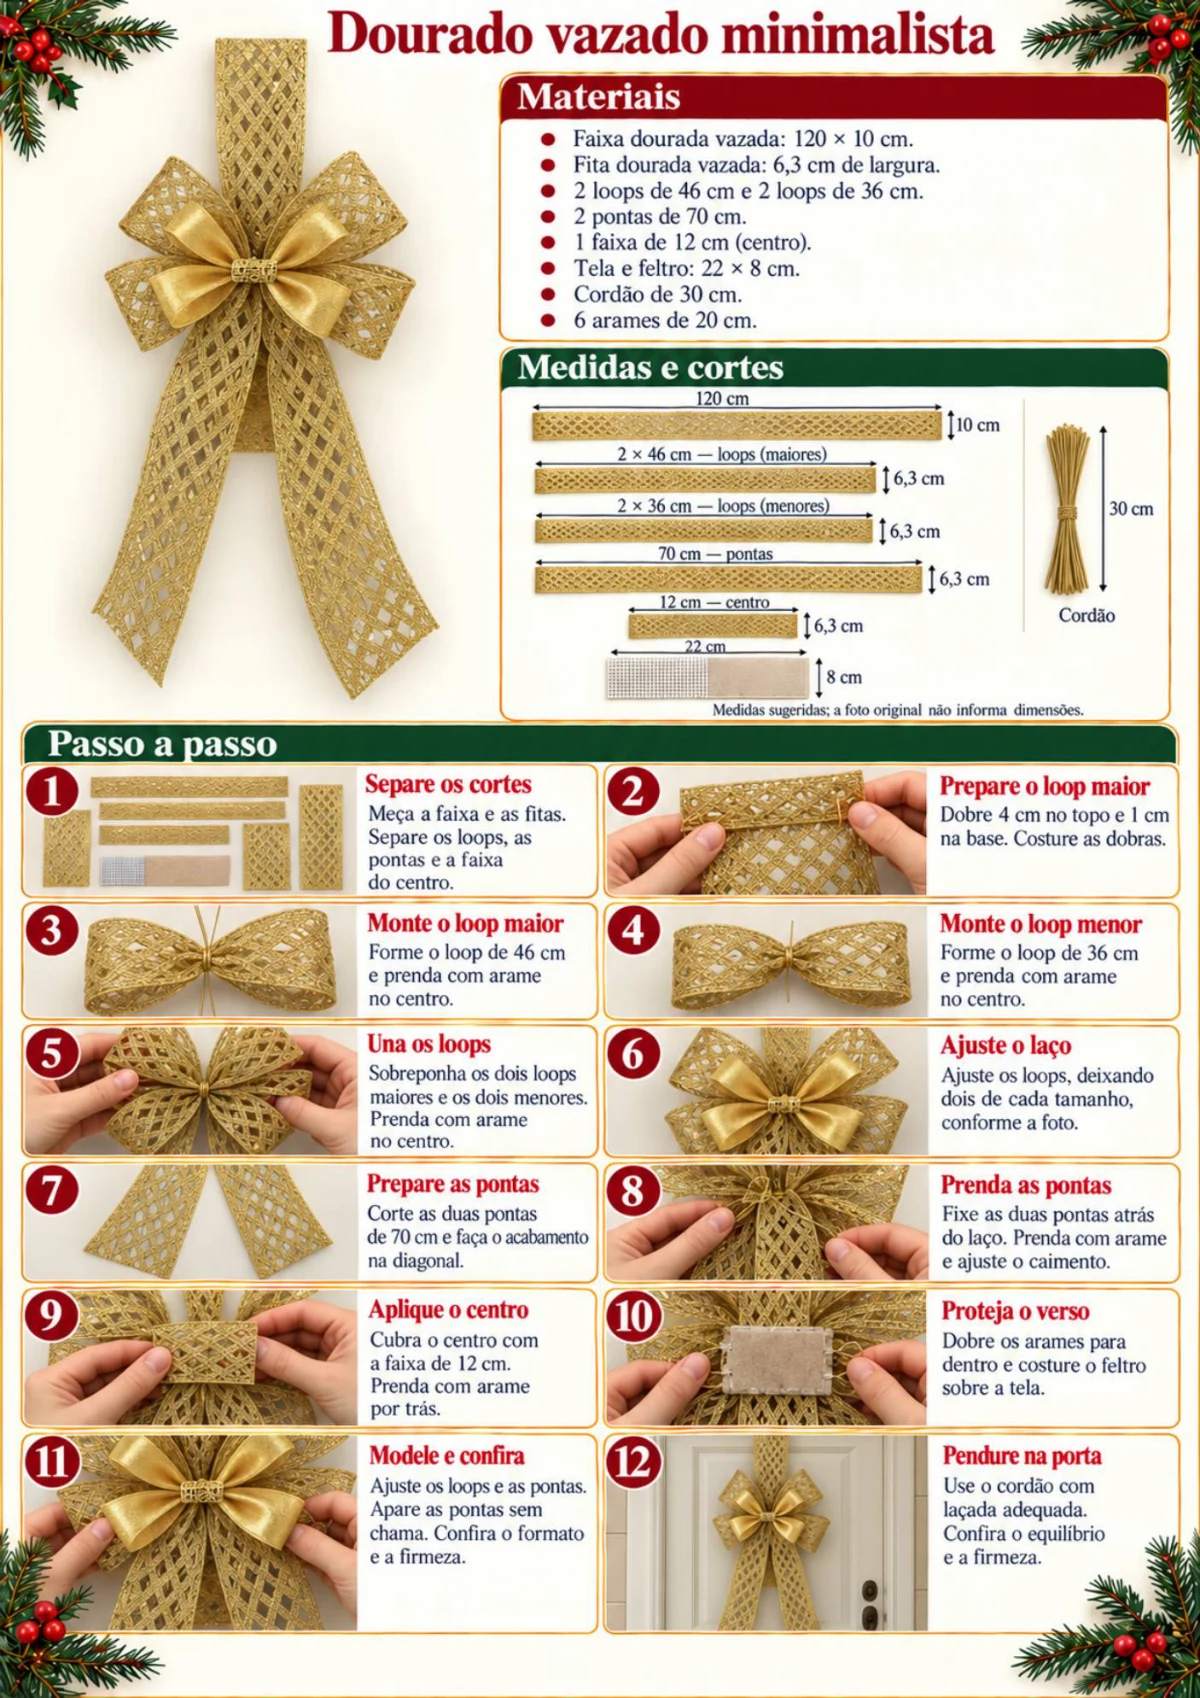 Dourado vazado minimalista
Materiais
● Faixa dourada vazada: 120 × 10 cm.
● Fita dourada vazada: 6,3 cm de largura.
● 2 loops de 46 cm e 2 loops de 36 cm.
● 2 pontas de 70 cm.
● 1 faixa de 12 cm (centro).
● Tela e feltro: 22 × 8 cm.
● Cordão de 30 cm.
● 6 arames de 20 cm.
Medidas e cortes
120 cm
10 cm
2 × 46 cm — loops (maiores)
6,3 cm
2 × 36 cm — loops (menores)
6,3 cm
70 cm — pontas
6,3 cm
12 cm — centro
6,3 cm
22 cm
8 cm
30 cm
Cordão
Medidas sugeridas; a foto original não informa dimensões.
Passo a passo
1
Separe os cortes
Meça a faixa e as fitas.
Separe os loops, as
pontas e a faixa
do centro.
2
Prepare o loop maior
Dobre 4 cm no topo e 1 cm
na base. Costure as dobras.
3
Monte o loop maior
Forme o loop de 46 cm
e prenda com arame
no centro.
4
Monte o loop menor
Forme o loop de 36 cm
e prenda com arame
no centro.
5
Una os loops
Sobreponha os dois loops
maiores e os dois menores.
Prenda com arame
no centro.
6
Ajuste o laço
Ajuste os loops, deixando
dois de cada tamanho,
conforme a foto.
7
Prepare as pontas
Corte as duas pontas
de 70 cm e faça o acabamento
na diagonal.
8
Prenda as pontas
Fixe as duas pontas atrás
do laço. Prenda com arame
e ajuste o caimento.
9
Aplique o centro
Cubra o centro com
a faixa de 12 cm.
Prenda com arame
por trás.
10
Proteja o verso
Dobre os arames para
dentro e costure o feltro
sobre a tela.
11
Modele e confira
Ajuste os loops e as pontas.
Apare as pontas sem
chama. Confira o formato
e a firmeza.
12
Pendure na porta
Use o cordão com
laçada adequada.
Confira o equilíbrio
e a firmeza.